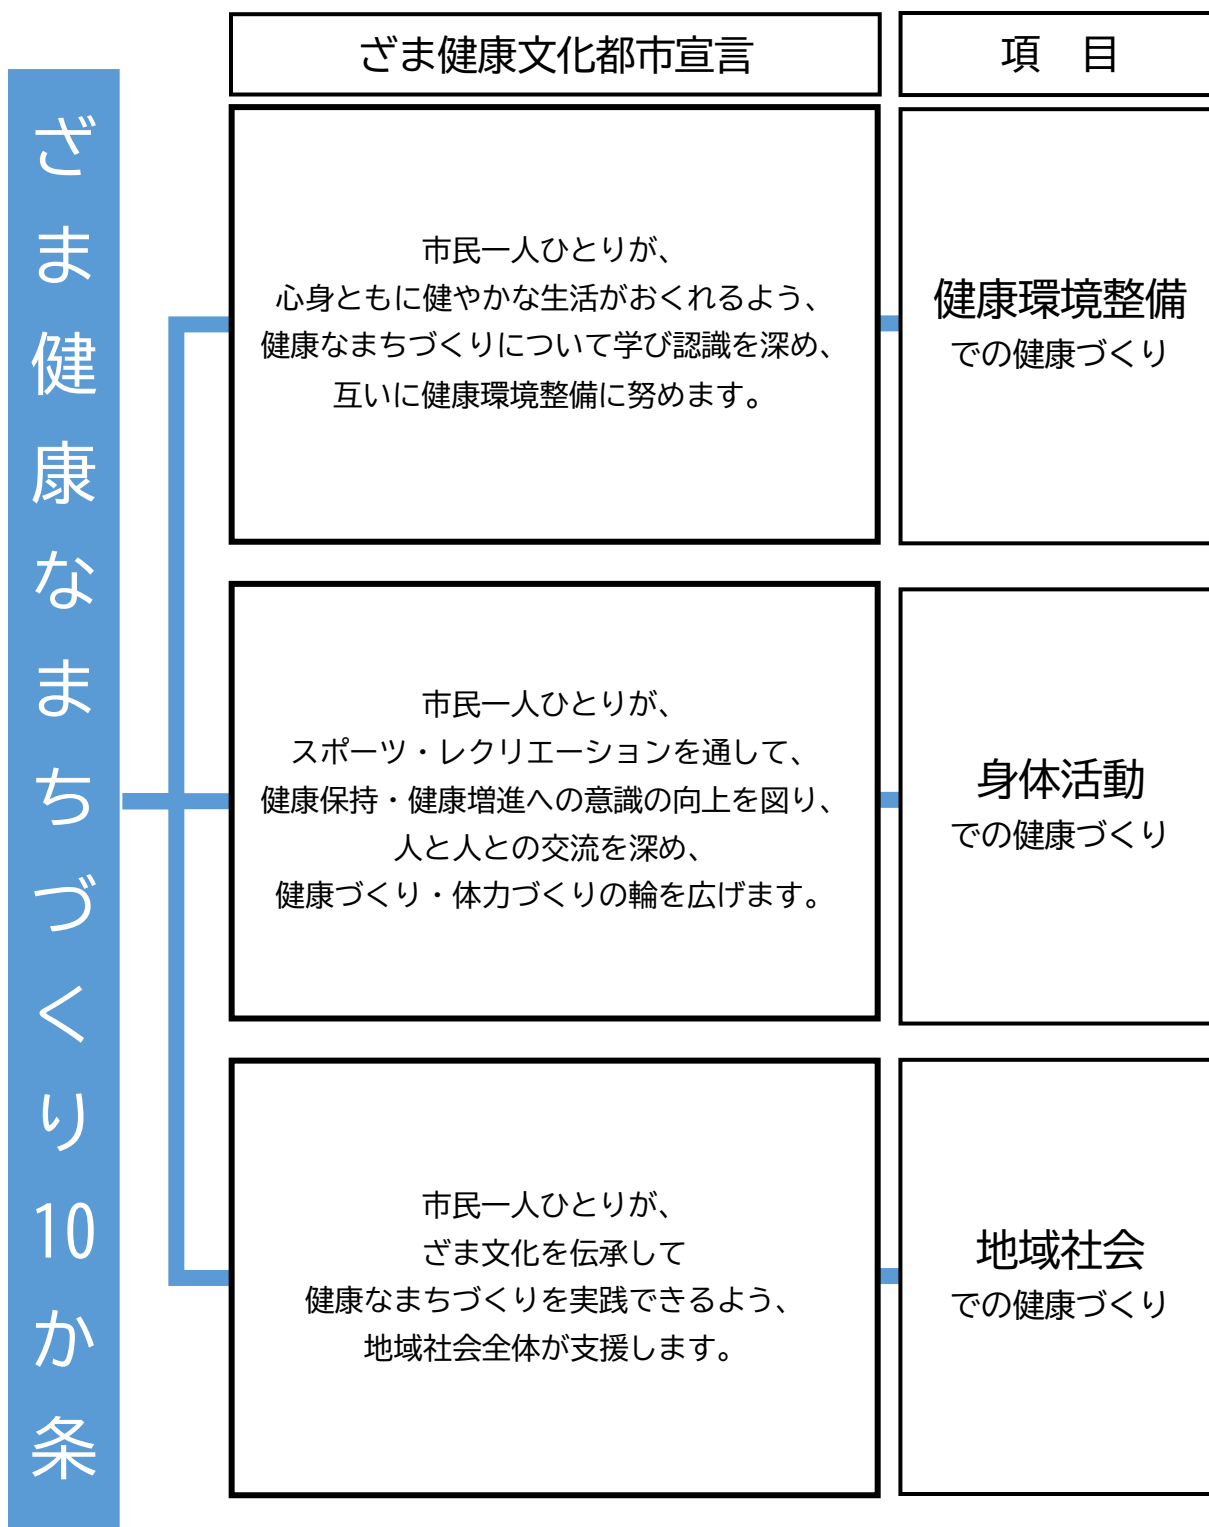 ざま健康なまちづくり10か条
ざま健康文化都市宣言
項　目
市民一人ひとりが、
心身ともに健やかな生活がおくれるよう、
健康なまちづくりについて学び認識を深め、
互いに健康環境整備に努めます。
健康環境整備
での健康づくり
市民一人ひとりが、
スポーツ・レクリエーションを通して、
健康保持・健康増進への意識の向上を図り、
人と人との交流を深め、
健康づくり・体力づくりの輪を広げます。
身体活動
での健康づくり
市民一人ひとりが、
ざま文化を伝承して
健康なまちづくりを実践できるよう、
地域社会全体が支援します。
地域社会
での健康づくり